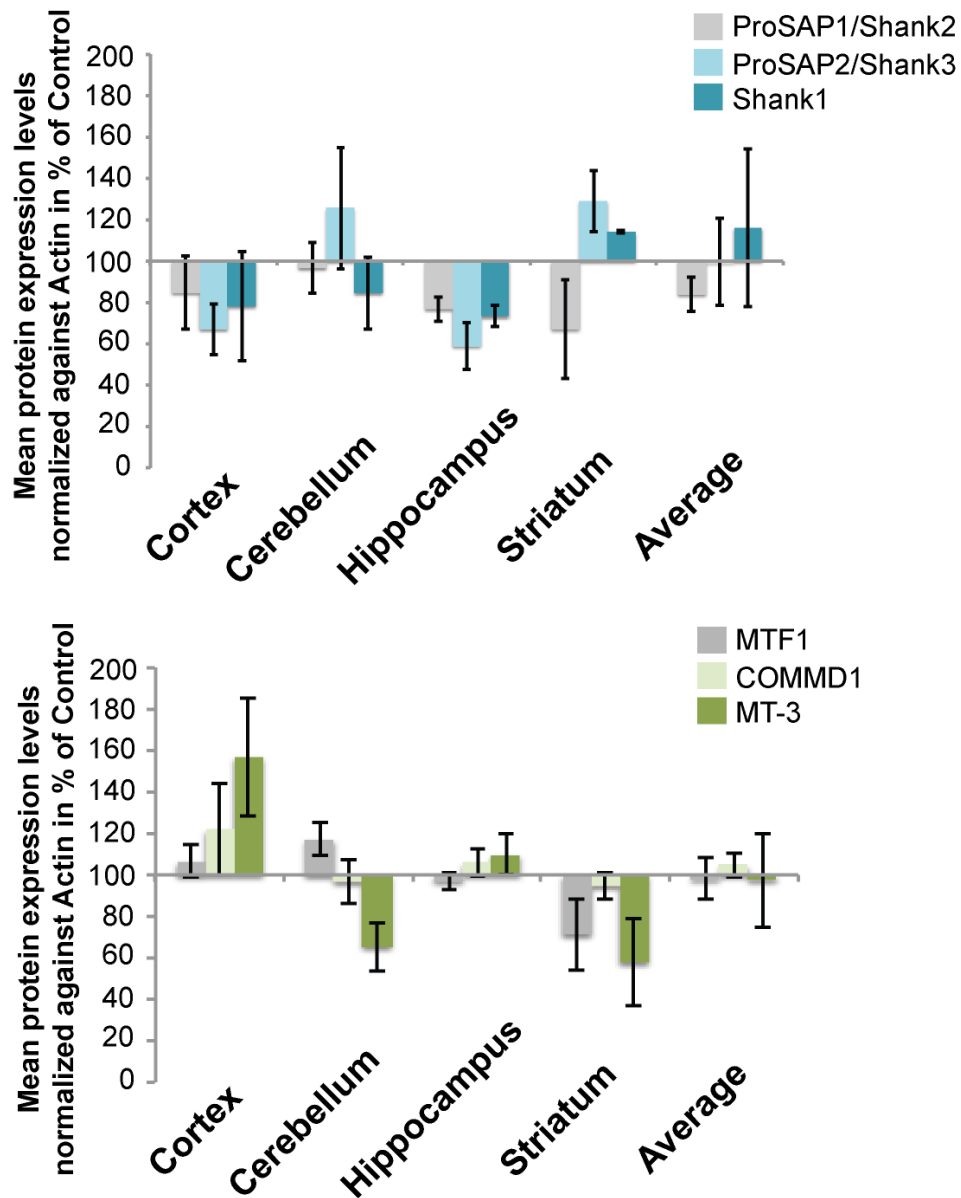 ProSAP1/Shank2
ProSAP2/Shank3
Shank1
Mean protein expression levels
normalized against Actin in % of Control
200
180
160
140
120
100
80
60
40
20
0
Cortex
Cerebellum
Hippocampus
Striatum
Average
MTF1
COMMD1
MT-3
Mean protein expression levels
normalized against Actin in % of Control
200
180
160
140
120
100
80
60
40
20
0
Cortex
Cerebellum
Hippocampus
Striatum
Average